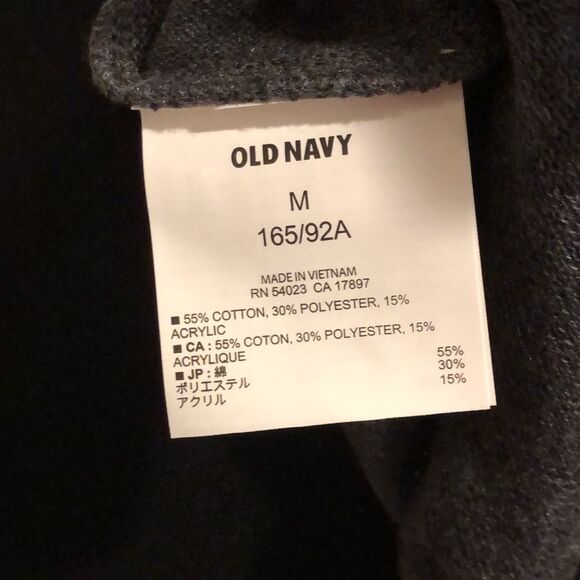 OLD NAVY
M
165/92A
MADE IN VIETNAM
RN 54023 CA 17897
■ 55% COTTON, 30% POLYESTER, 15%
ACRYLIC
■ CA : 55% COTON, 30% POLYESTER, 15%
ACRYLIQUE
■ JP : 綿 55%
ポリエステル 30%
アクリル 15%